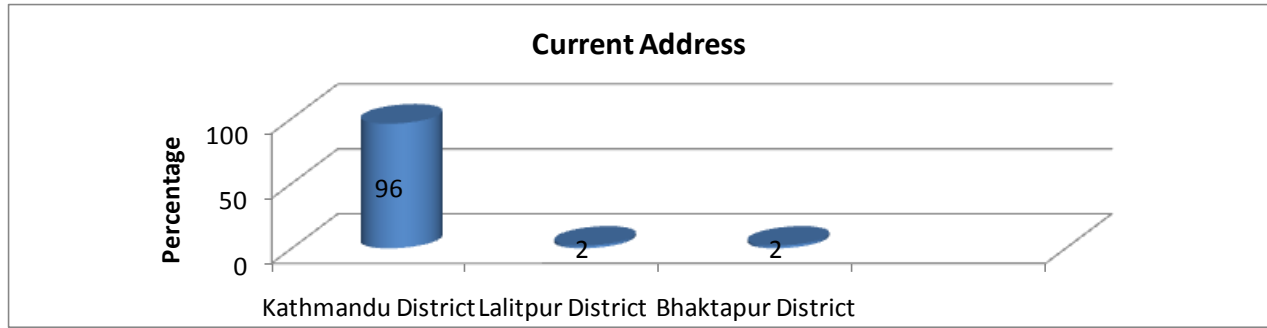 Current Address
Percentage
100
50
0
96
2
2
Kathmandu District Lalitpur District Bhaktapur District